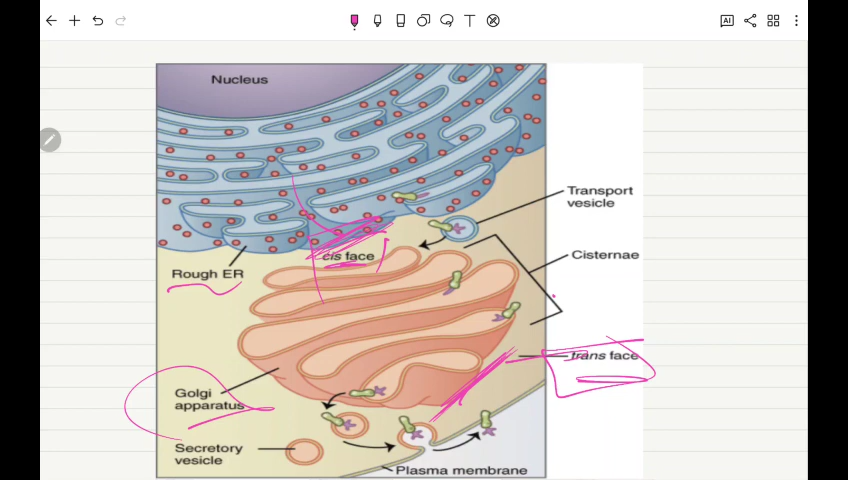 Nucleus
Transport
vesicle
cis face
Cisternae
Rough ER
trans face
Golgi
apparatus
Secretory
vesicle
Plasma membrane